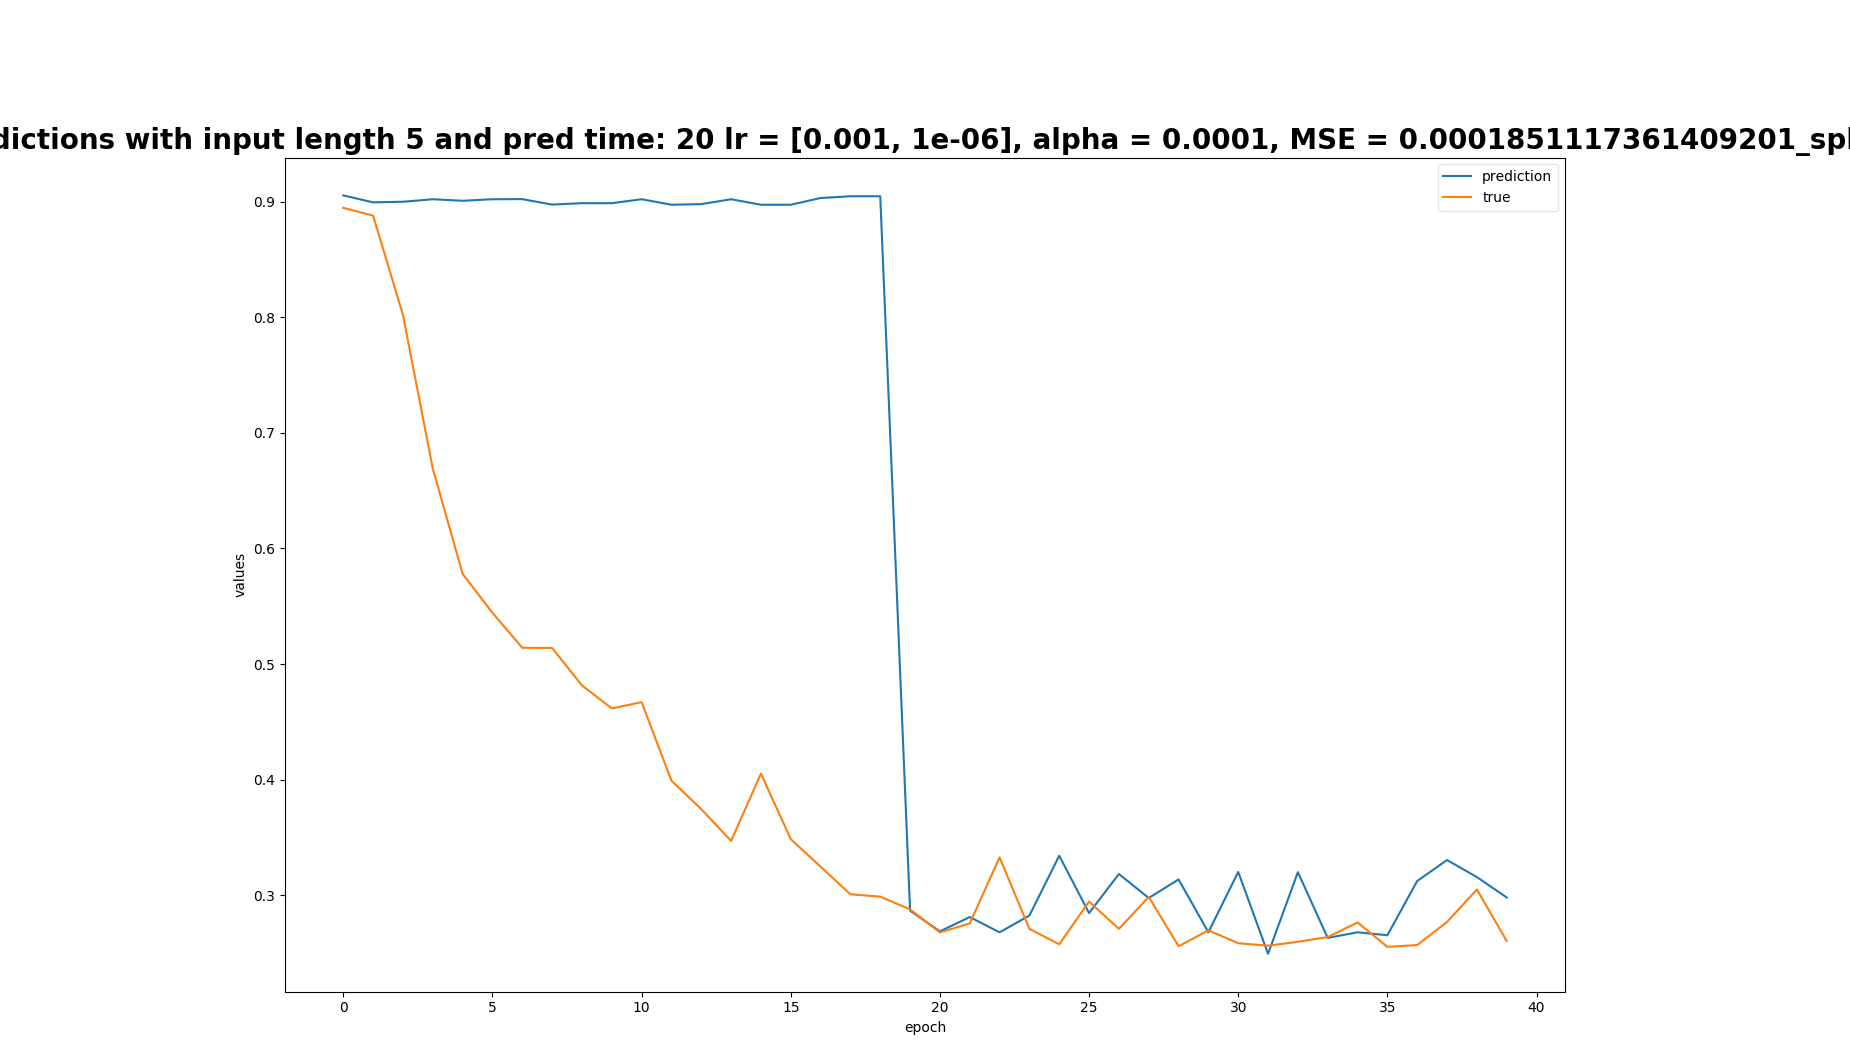 dictions with input length 5 and pred time: 20 lr = [0.001, 1e-06], alpha = 0.0001, MSE = 0.0001851117361409201_spl
prediction
true
0.9
0.8
0.7
0.6
0.5
0.4
0.3
values
0 5 10 15 20 25 30 35 40
epoch